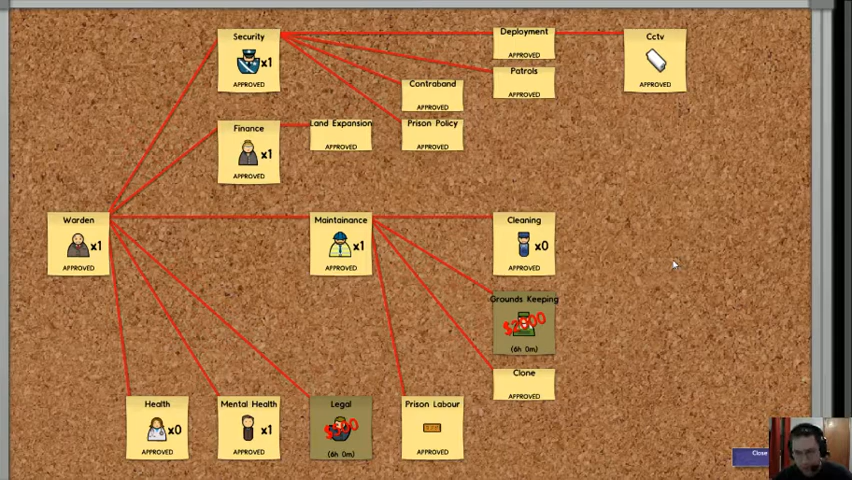 Security
x1
APPROVED
Deployment
APPROVED
Cctv
APPROVED
Patrols
APPROVED
Contraband
APPROVED
Finance
x1
APPROVED
Land Expansion
APPROVED
Prison Policy
APPROVED
Warden
x1
APPROVED
Maintainance
x1
APPROVED
Cleaning
x0
APPROVED
Grounds Keeping
$2000
(6h 0m)
Clone
APPROVED
Health
x0
APPROVED
Mental Health
x1
APPROVED
Legal
(6h 0m)
Prison Labour
APPROVED
Close